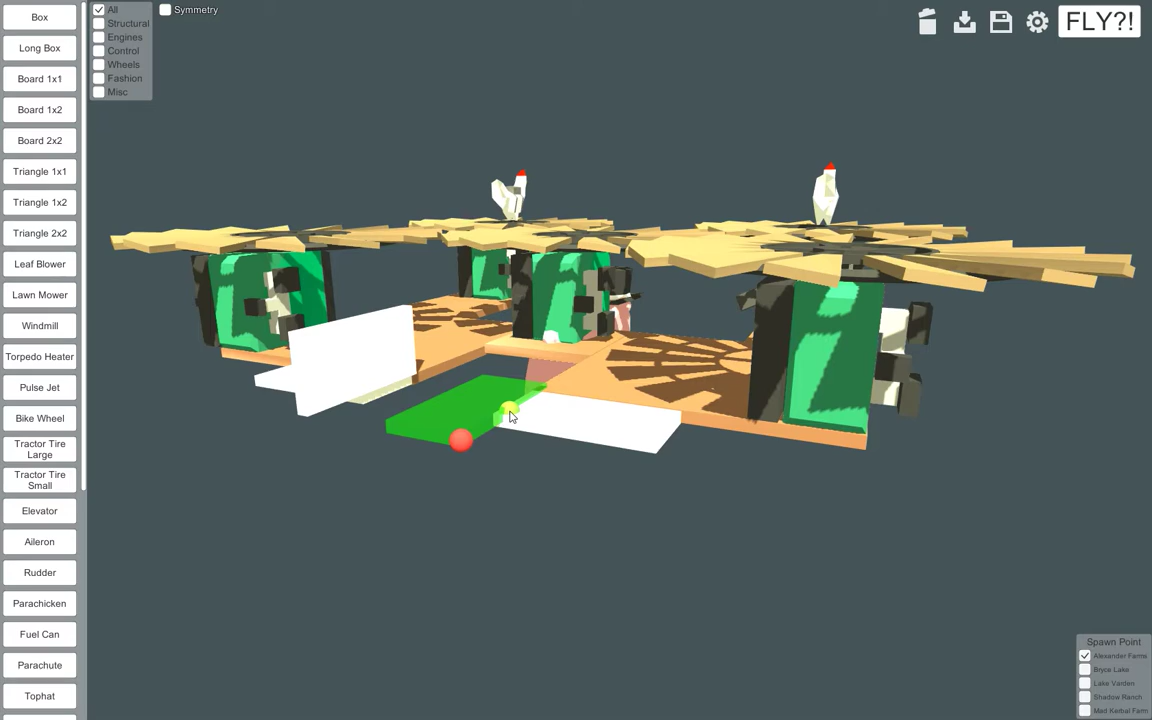 Box
Long Box
Board 1x1
Board 1x2
Board 2x2
Triangle 1x1
Triangle 1x2
Triangle 2x2
Leaf Blower
Lawn Mower
Windmill
Torpedo Heater
Pulse Jet
Bike Wheel
Tractor Tire
Large
Tractor Tire
Small
Elevator
Aileron
Rudder
Parachicken
Fuel Can
Parachute
Tophat
All
Structural
Engines
Control
Wheels
Fashion
Misc
Symmetry
FLY?!
Spawn Point
Alexander Farms
Bryce Lake
Lake Varden
Shadow Ranch
Mad Kerbal Farm